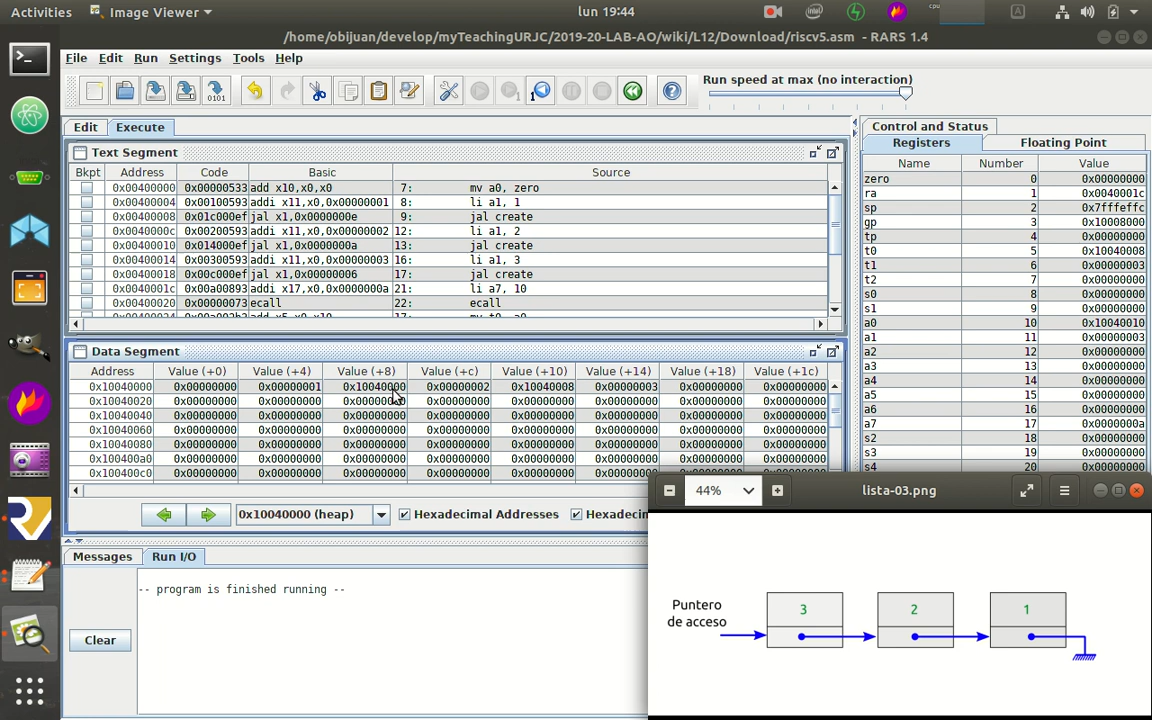 Activities Image Viewer lun 19:44 cpu A
/home/obijuan/develop/myTeachingURJC/2019-20-LAB-AO/wiki/L12/Download/riscv5.asm - RARS 1.4
File Edit Run Settings Tools Help
Run speed at max (no interaction)
Edit Execute
Text Segment
Bkpt Address Code Basic Source
0x00400000 0x00000533 add x10,x0,x0 7: mv a0, zero
0x00400004 0x00100593 addi x11,x0,0x00000001 8: li a1, 1
0x00400008 0x01c000ef jal x1,0x0000000e 9: jal create
0x0040000c 0x00200593 addi x11,x0,0x00000002 12: li a1, 2
0x00400010 0x014000ef jal x1,0x0000000a 13: jal create
0x00400014 0x00300593 addi x11,x0,0x00000003 16: li a1, 3
0x00400018 0x00c000ef jal x1,0x00000006 17: jal create
0x0040001c 0x00a00893 addi x17,x0,0x0000000a 21: li a7, 10
0x00400020 0x00000073 ecall 22: ecall
Data Segment
Address Value (+0) Value (+4) Value (+8) Value (+c) Value (+10) Value (+14) Value (+18) Value (+1c)
0x10040000 0x00000000 0x00000001 0x10040000 0x00000002 0x10040008 0x00000003 0x00000000 0x00000000
0x10040020 0x00000000 0x00000000 0x00000000 0x00000000 0x00000000 0x00000000 0x00000000 0x00000000
0x10040040 0x00000000 0x00000000 0x00000000 0x00000000 0x00000000 0x00000000 0x00000000 0x00000000
0x10040060 0x00000000 0x00000000 0x00000000 0x00000000 0x00000000 0x00000000 0x00000000 0x00000000
0x10040080 0x00000000 0x00000000 0x00000000 0x00000000 0x00000000 0x00000000 0x00000000 0x00000000
0x100400a0 0x00000000 0x00000000 0x00000000 0x00000000 0x00000000 0x00000000 0x00000000 0x00000000
0x100400c0 0x00000000 0x00000000 0x00000000 0x00000000 0x00000000 0x00000000 0x00000000 0x00000000
0x10040000 (heap) Hexadecimal Addresses Hexadecin
Messages Run I/O
-- program is finished running --
Clear
Control and Status
Registers Floating Point
Name Number Value
zero 0 0x00000000
ra 1 0x0040001c
sp 2 0x7fffeffc
gp 3 0x10008000
tp 4 0x00000000
t0 5 0x10040008
t1 6 0x00000003
t2 7 0x00000000
s0 8 0x00000000
s1 9 0x00000000
a0 10 0x10040010
a1 11 0x00000003
a2 12 0x00000000
a3 13 0x00000000
a4 14 0x00000000
a5 15 0x00000000
a6 16 0x00000000
a7 17 0x0000000a
s2 18 0x00000000
s3 19 0x00000000
s4 20 0x00000000
44% lista-03.png
Puntero
de acceso
3 2 1